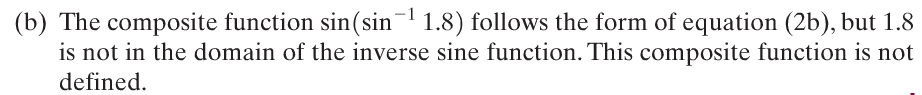 (b) The composite function sin(sin⁻¹ 1.8) follows the form of equation (2b), but 1.8
is not in the domain of the inverse sine function. This composite function is not
defined.